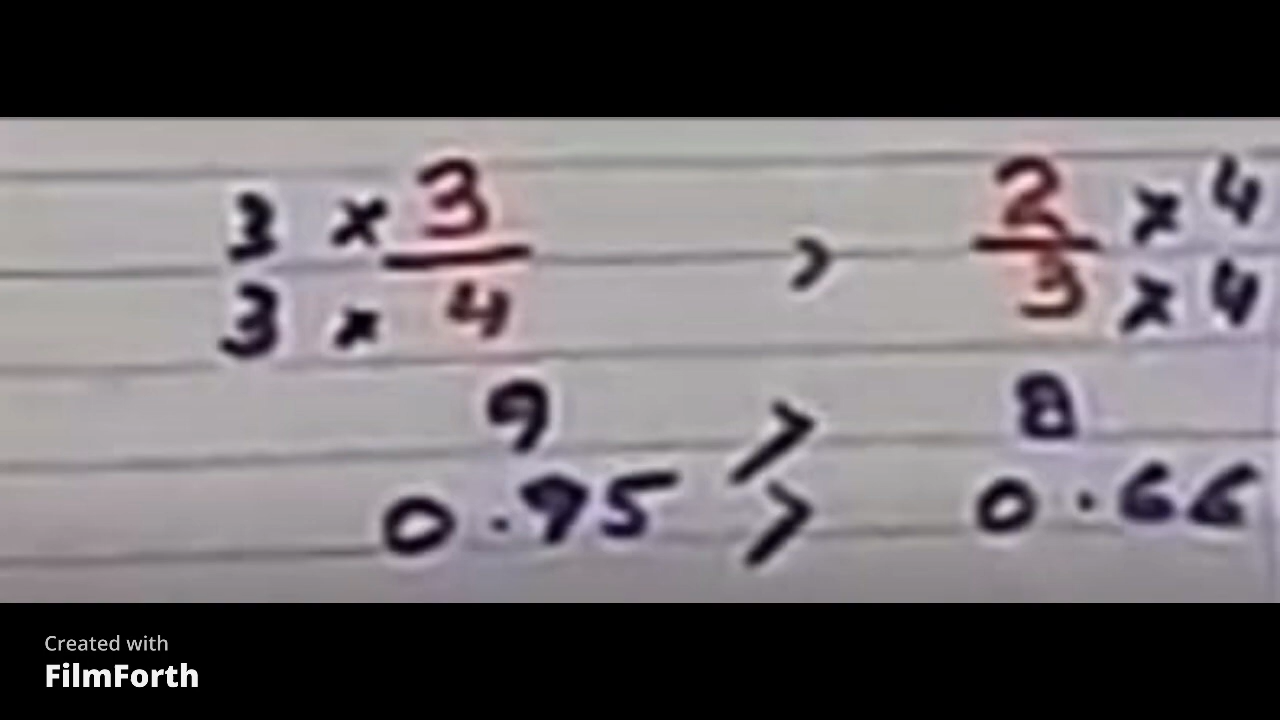 3 × 3 > 2 × 4
3 × 4 3 × 4
9 > 8
0.75 > 0.66
Created with
FilmForth